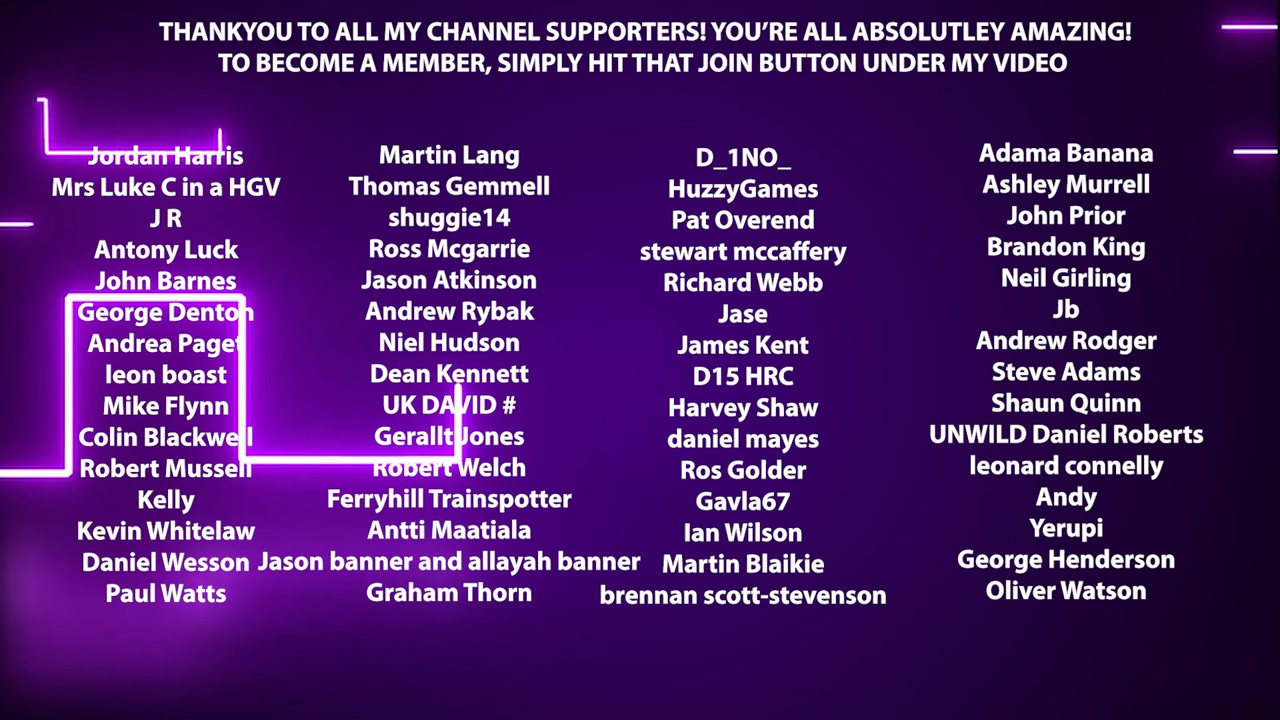 THANKYOU TO ALL MY CHANNEL SUPPORTERS! YOU'RE ALL ABSOLUTLEY AMAZING!
TO BECOME A MEMBER, SIMPLY HIT THAT JOIN BUTTON UNDER MY VIDEO
Jordan Harris
Mrs Luke C in a HGV
J R
Antony Luck
John Barnes
George Denton
Andrea Paget
leon boast
Mike Flynn
Colin Blackwell
Robert Mussell
Kelly
Kevin Whitelaw
Daniel Wesson
Paul Watts
Martin Lang
Thomas Gemmell
shuggie14
Ross Mcgarrie
Jason Atkinson
Andrew Rybak
Niel Hudson
Dean Kennett
UK DAVID #
Gerallt Jones
Robert Welch
Ferryhill Trainspotter
Antti Maatiala
Jason banner and allayah banner
Graham Thorn
D_1NO_
HuzzyGames
Pat Overend
stewart mccaffery
Richard Webb
Jase
James Kent
D15 HRC
Harvey Shaw
daniel mayes
Ros Golder
Gavla67
Ian Wilson
Martin Blaikie
brennan scott-stevenson
Adama Banana
Ashley Murrell
John Prior
Brandon King
Neil Girling
Jb
Andrew Rodger
Steve Adams
Shaun Quinn
UNWILD Daniel Roberts
leonard connelly
Andy
Yerupi
George Henderson
Oliver Watson